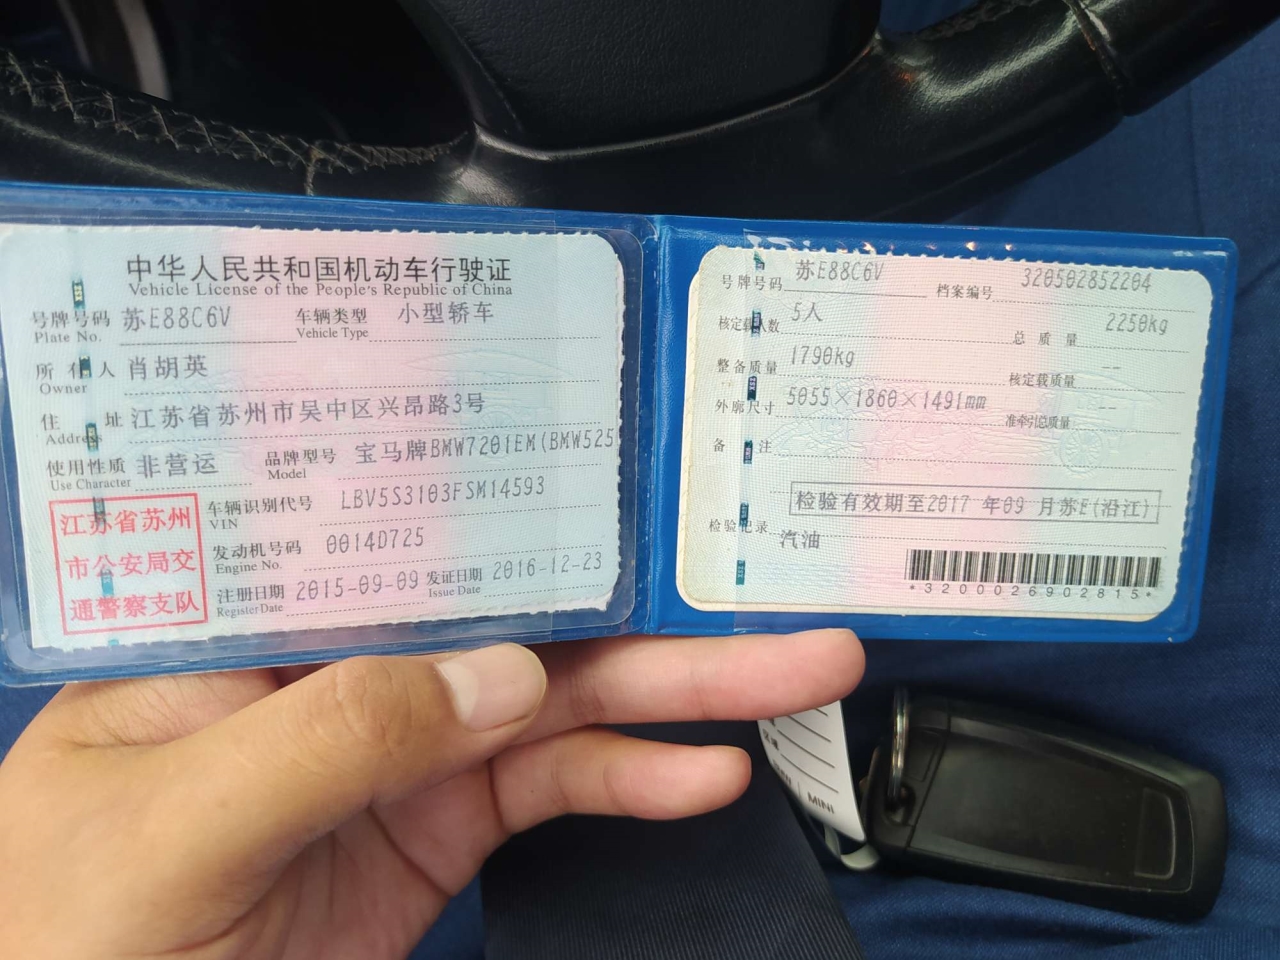 中华人民共和国机动车行驶证
Vehicle License of the People's Republic of China
号牌号码 苏E88C6V 车辆类型 小型轿车
Plate No. Vehicle Type
所有人 肖胡英
Owner
住 址 江苏省苏州市吴中区兴昂路3号
Address
使用性质 非营运 品牌型号 宝马牌BMW7201EM(BMW525
Use Character Model
江苏省苏州
市公安局交
通警察支队
车辆识别代号 LBV5S3103FSM14593
VIN
发动机号码 0014D725
Engine No.
注册日期 2015-09-09 发证日期 2016-12-23
Register Date Issue Date
号牌号码 苏E88C6V 档案编号 320502852204
核定载人数 5人 总质量 2250kg
整备质量 1790kg 核定载质量 --
外廓尺寸 5055×1860×1491mm 准牵引总质量 --
备 注
检验有效期至2017 年09 月苏E(沿江)
检验记录
汽油
*3200026902815*
MINI